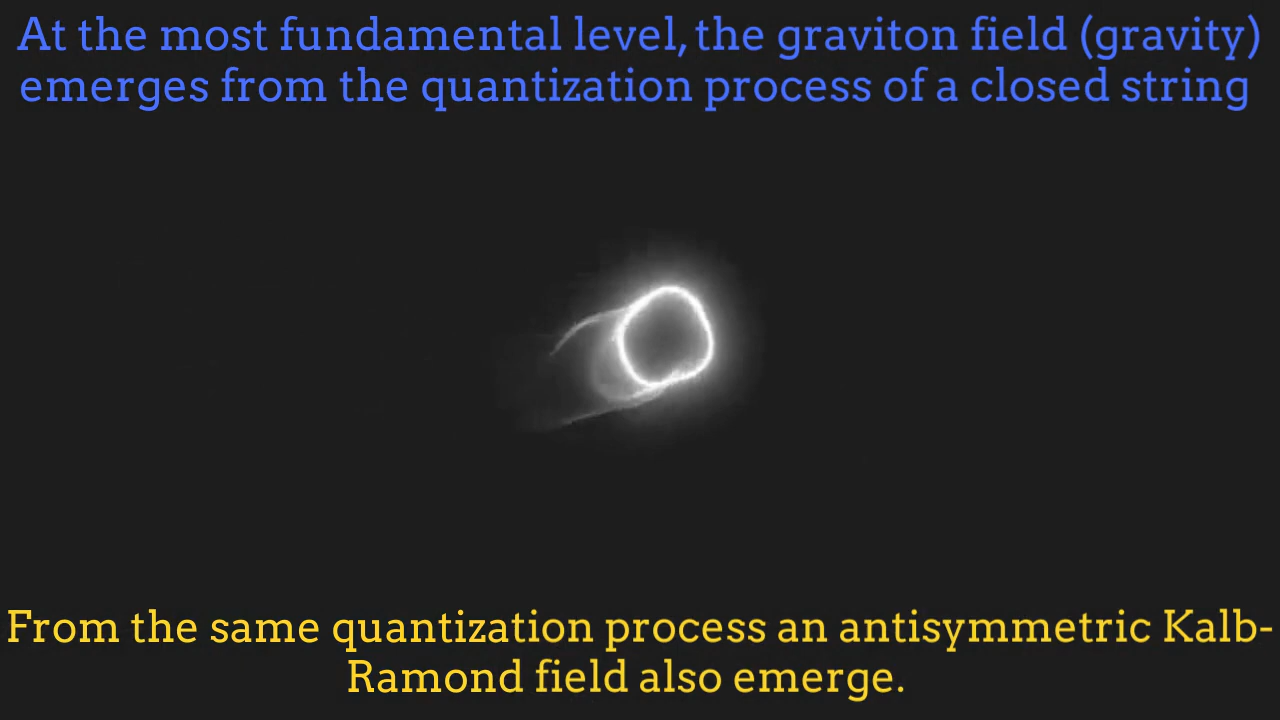 At the most fundamental level, the graviton field (gravity)
emerges from the quantization process of a closed string
From the same quantization process an antisymmetric Kalb-
Ramond field also emerge.